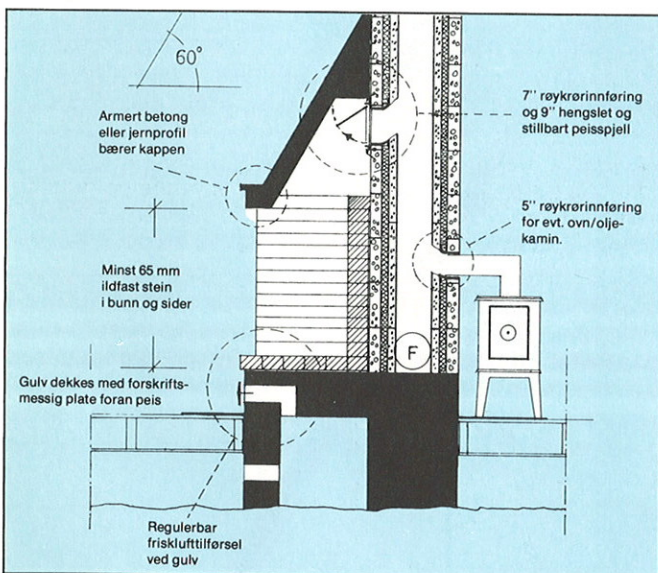 60°
Armert betong
eller jernprofil
bærer kappen
7" røykrørinnføring
og 9" hengslet og
stillbart peisspjell
5" røykrørinnføring
for evt. ovn/olje-
kamin.
Minst 65 mm
ildfast stein
i bunn og sider
F
Gulv dekkes med forskrifts-
messig plate foran peis
Regulerbar
frisklufttilførsel
ved gulv